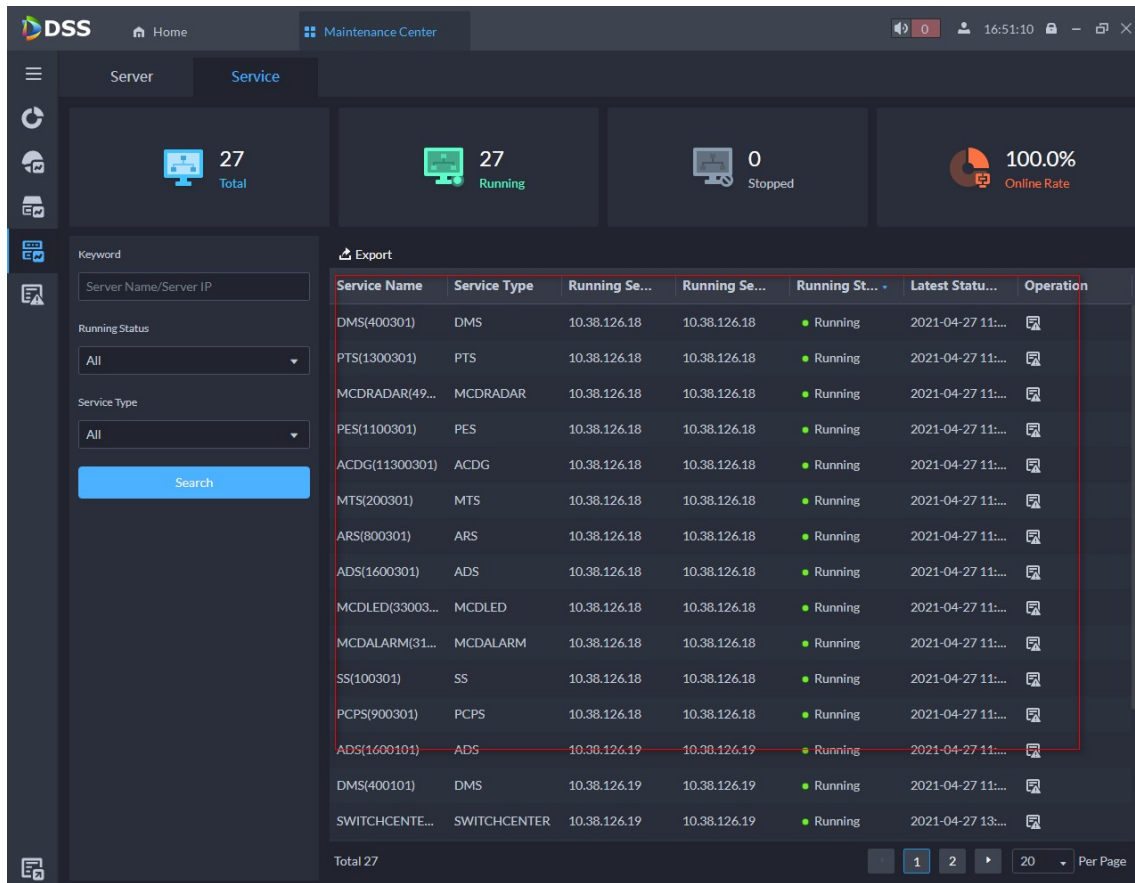 DSS Home Maintenance Center 0 16:51:10
Server Service
27 Total
27 Running
0 Stopped
100.0% Online Rate
Keyword
Server Name/Server IP
Running Status
All
Service Type
All
Search
Export
Service Name Service Type Running Se... Running Se... Running St... Latest Statu... Operation
DMS(400301) DMS 10.38.126.18 10.38.126.18 Running 2021-04-27 11:...
PTS(1300301) PTS 10.38.126.18 10.38.126.18 Running 2021-04-27 11:...
MCDRADAR(49... MCDRADAR 10.38.126.18 10.38.126.18 Running 2021-04-27 11:...
PES(1100301) PES 10.38.126.18 10.38.126.18 Running 2021-04-27 11:...
ACDG(11300301) ACDG 10.38.126.18 10.38.126.18 Running 2021-04-27 11:...
MTS(200301) MTS 10.38.126.18 10.38.126.18 Running 2021-04-27 11:...
ARS(800301) ARS 10.38.126.18 10.38.126.18 Running 2021-04-27 11:...
ADS(1600301) ADS 10.38.126.18 10.38.126.18 Running 2021-04-27 11:...
MCDLED(33003... MCDLED 10.38.126.18 10.38.126.18 Running 2021-04-27 11:...
MCDALARM(31... MCDALARM 10.38.126.18 10.38.126.18 Running 2021-04-27 11:...
SS(100301) SS 10.38.126.18 10.38.126.18 Running 2021-04-27 11:...
PCPS(900301) PCPS 10.38.126.18 10.38.126.18 Running 2021-04-27 11:...
ADS(1600101) ADS 10.38.126.19 10.38.126.19 Running 2021-04-27 11:...
DMS(400101) DMS 10.38.126.19 10.38.126.19 Running 2021-04-27 11:...
SWITCHCENTE... SWITCHCENTER 10.38.126.19 10.38.126.19 Running 2021-04-27 13:...
Total 27 1 2 20 Per Page